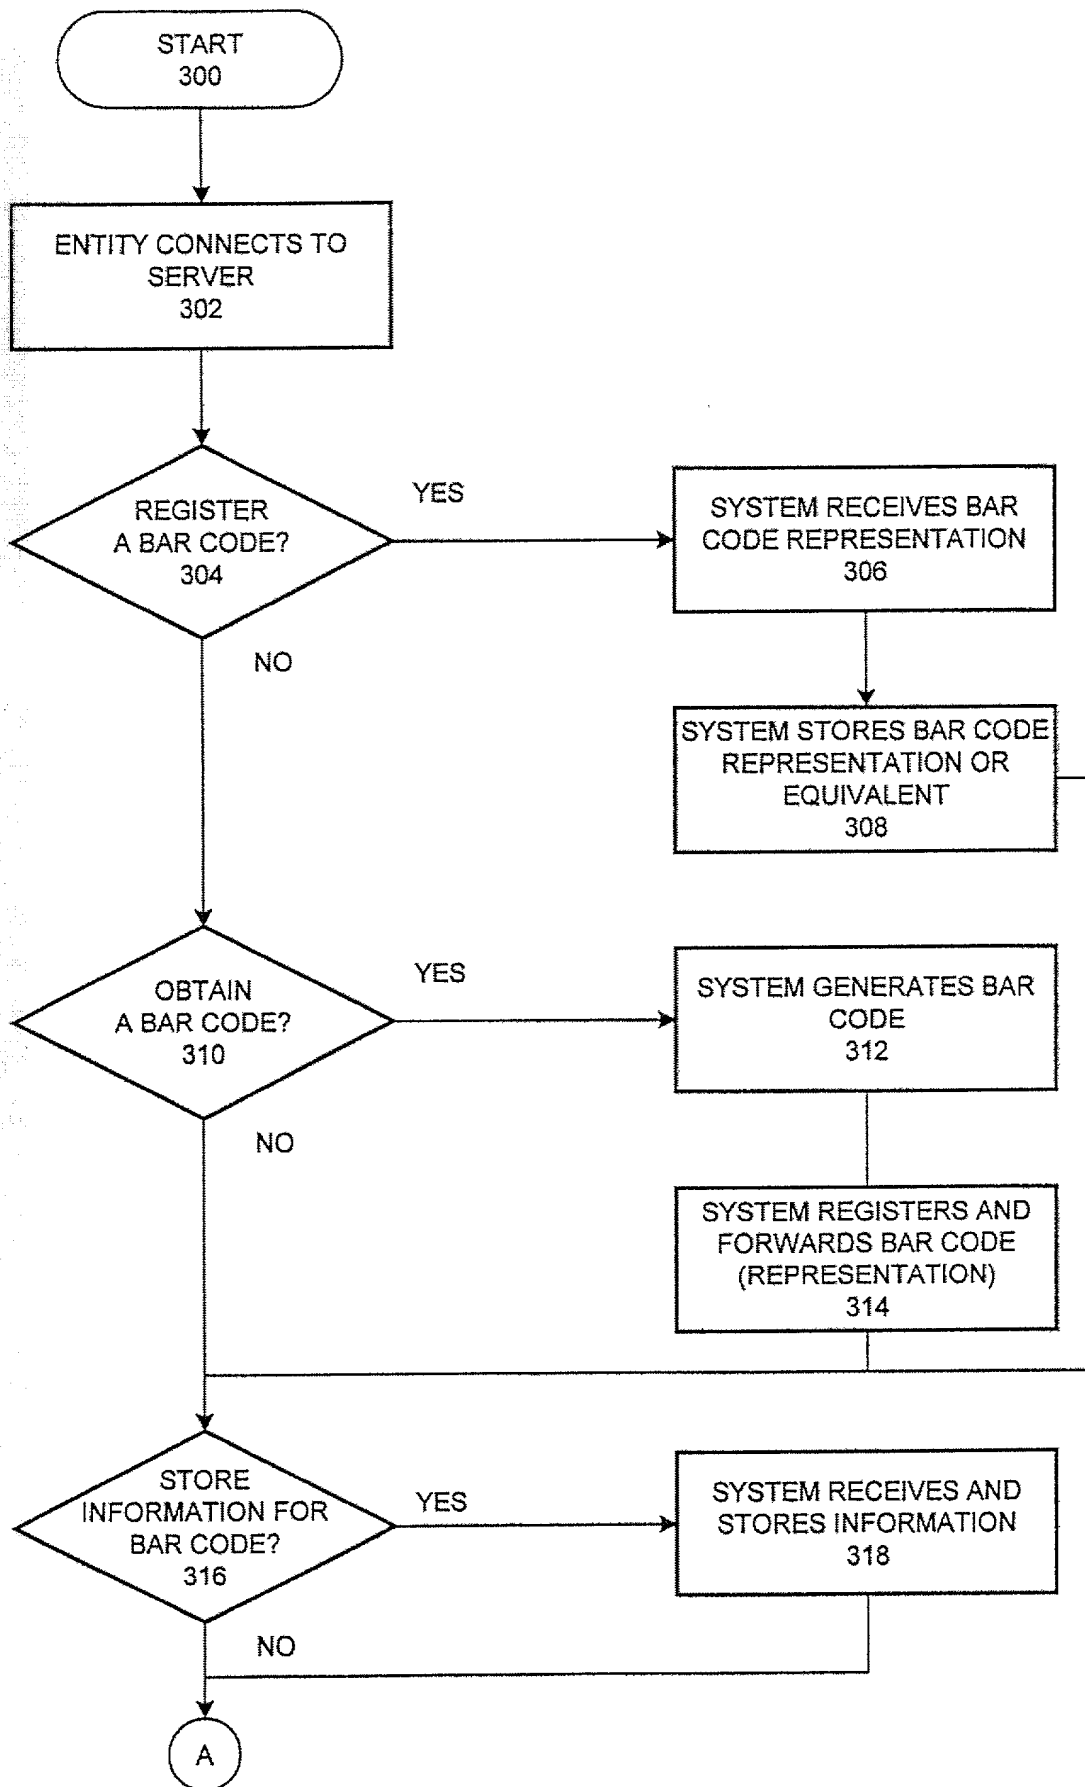 START
300
ENTITY CONNECTS TO
SERVER
302
REGISTER
A BAR CODE?
304
YES
NO
SYSTEM RECEIVES BAR
CODE REPRESENTATION
306
SYSTEM STORES BAR CODE
REPRESENTATION OR
EQUIVALENT
308
OBTAIN
A BAR CODE?
310
YES
NO
SYSTEM GENERATES BAR
CODE
312
SYSTEM REGISTERS AND
FORWARDS BAR CODE
(REPRESENTATION)
314
STORE
INFORMATION FOR
BAR CODE?
316
YES
NO
SYSTEM RECEIVES AND
STORES INFORMATION
318
A